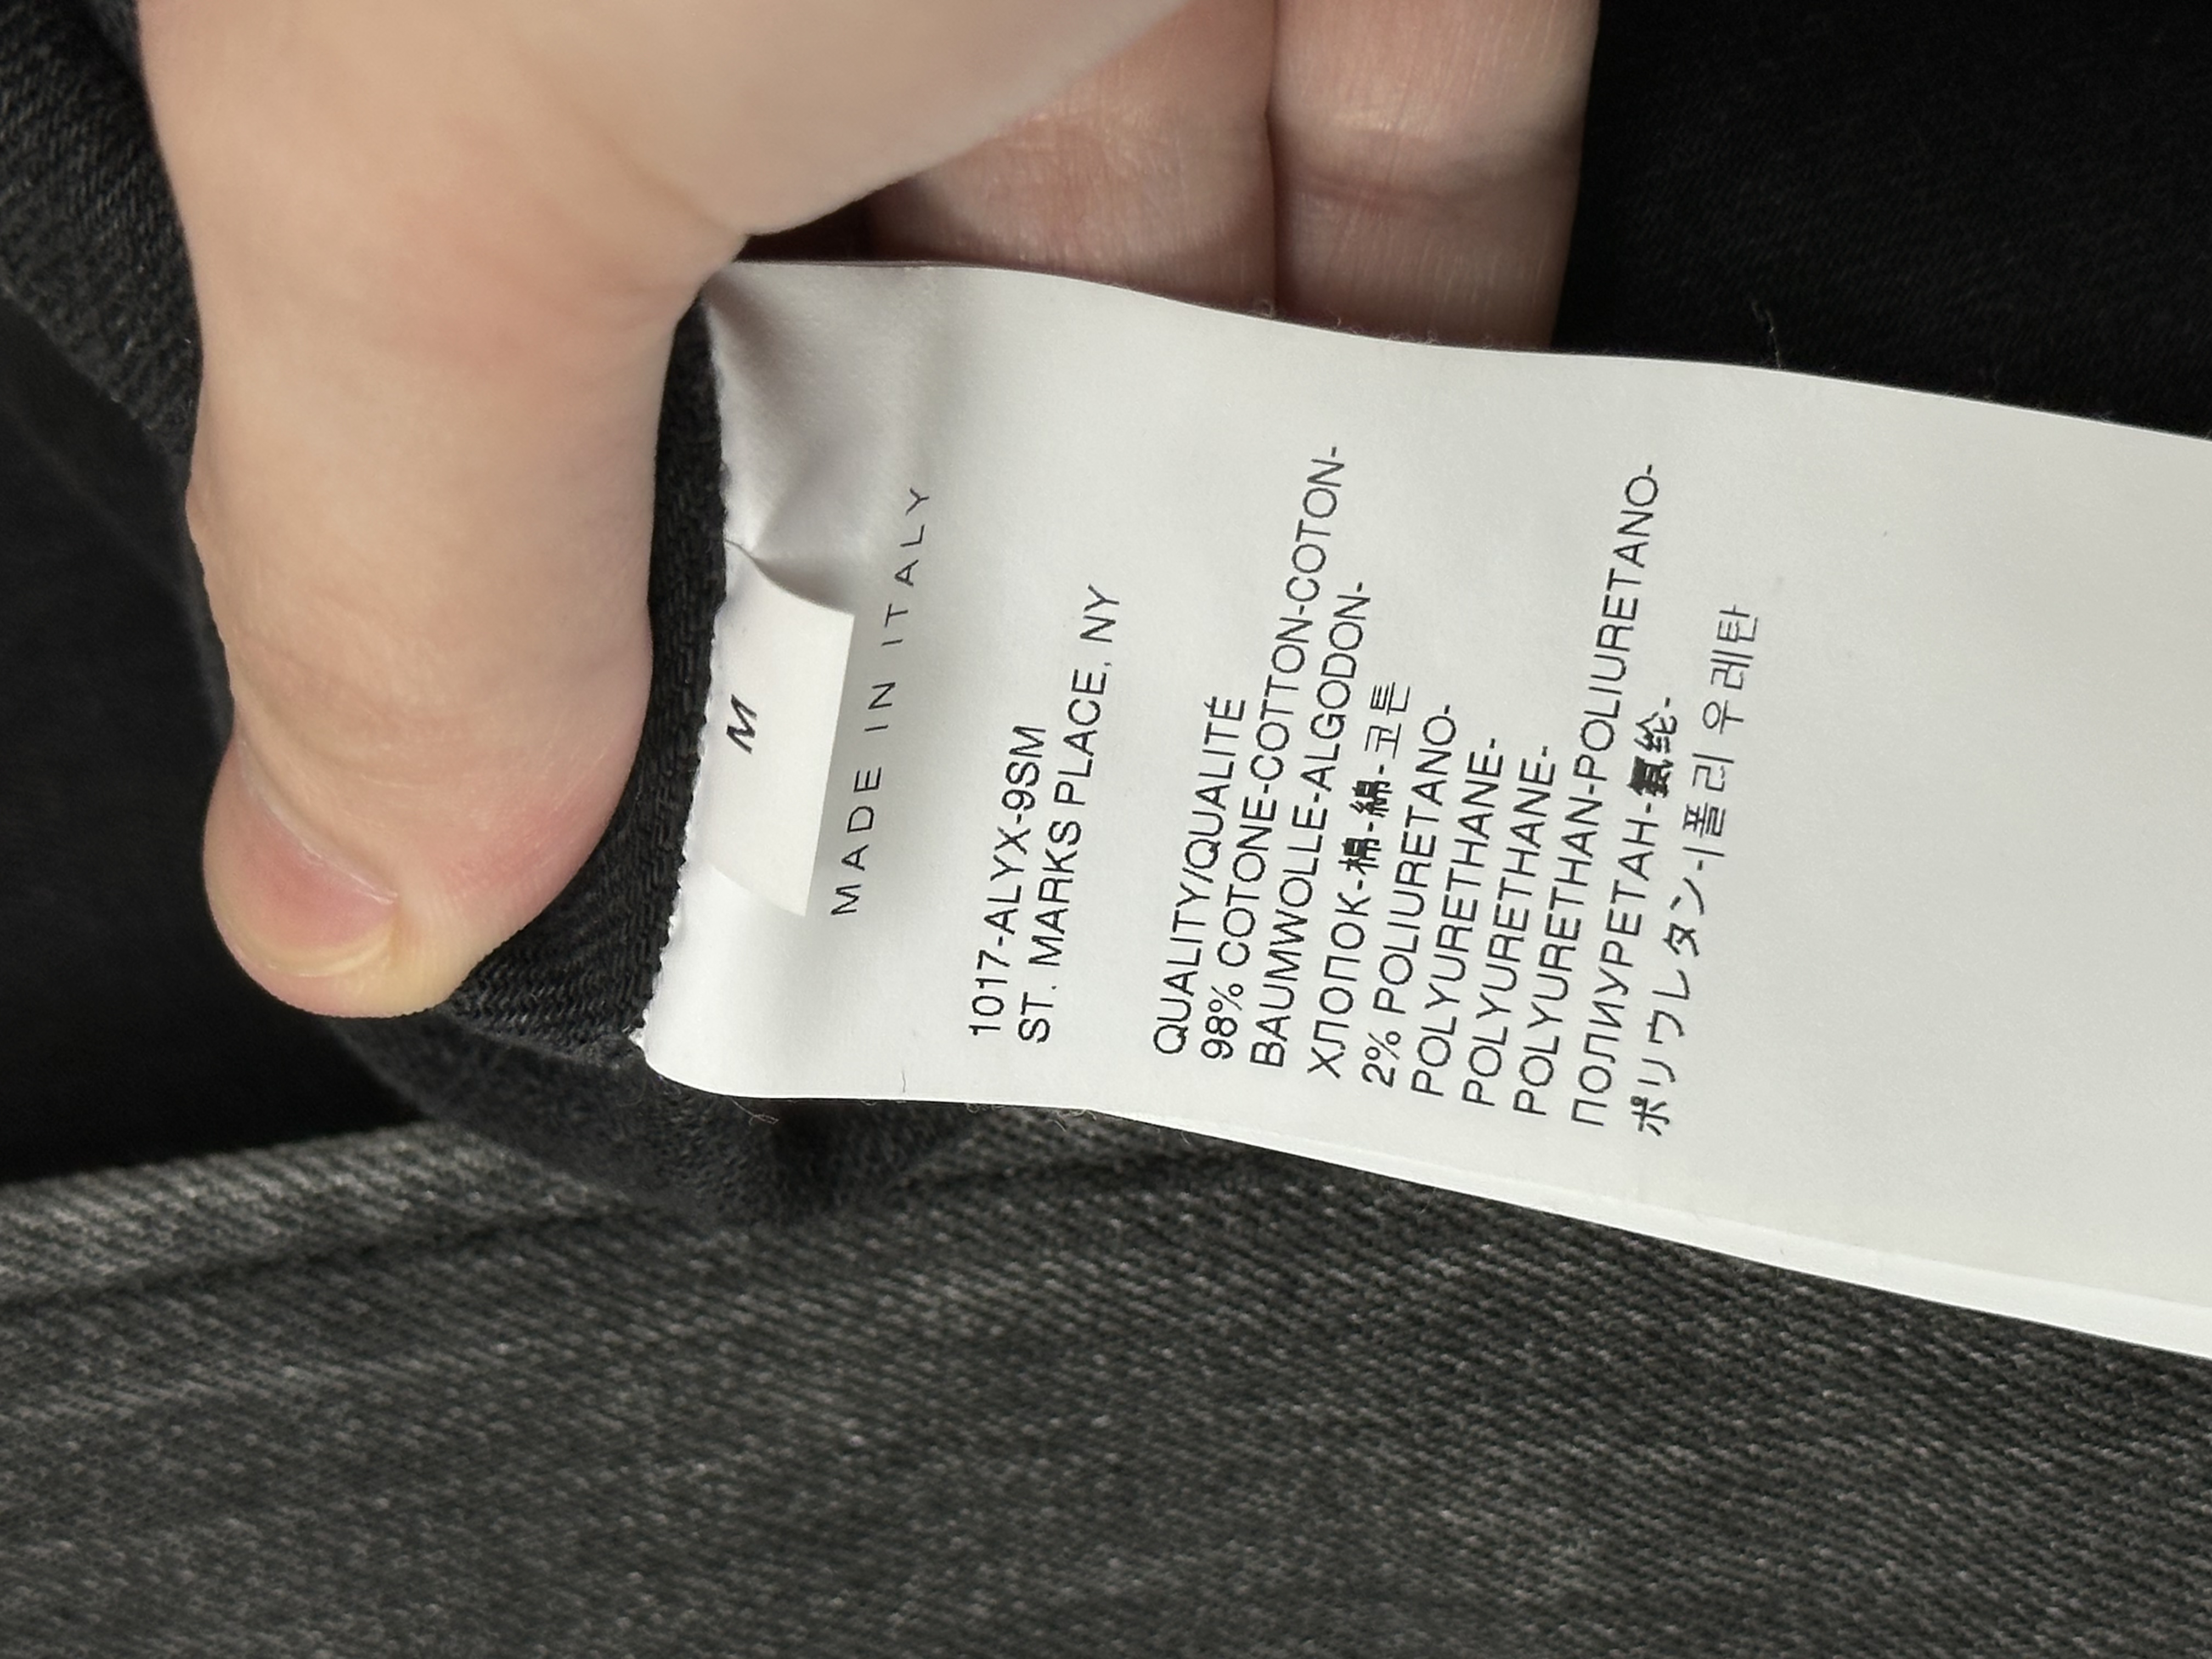 M
MADE IN ITALY
1017-ALYX-9SM
ST. MARKS PLACE, NY
QUALITY/QUALITÉ
98% COTONE-COTTON-COTON-
BAUMWOLLE-ALGODON-
ХЛОПОК-棉-綿-코튼
2% POLIURETANO-
POLYURETHANE-
POLYURETHANE-
POLYURETHAN-POLIURETANO-
ПОЛИУРЕТАН-氨纶-
ポリウレタン-폴리우레탄